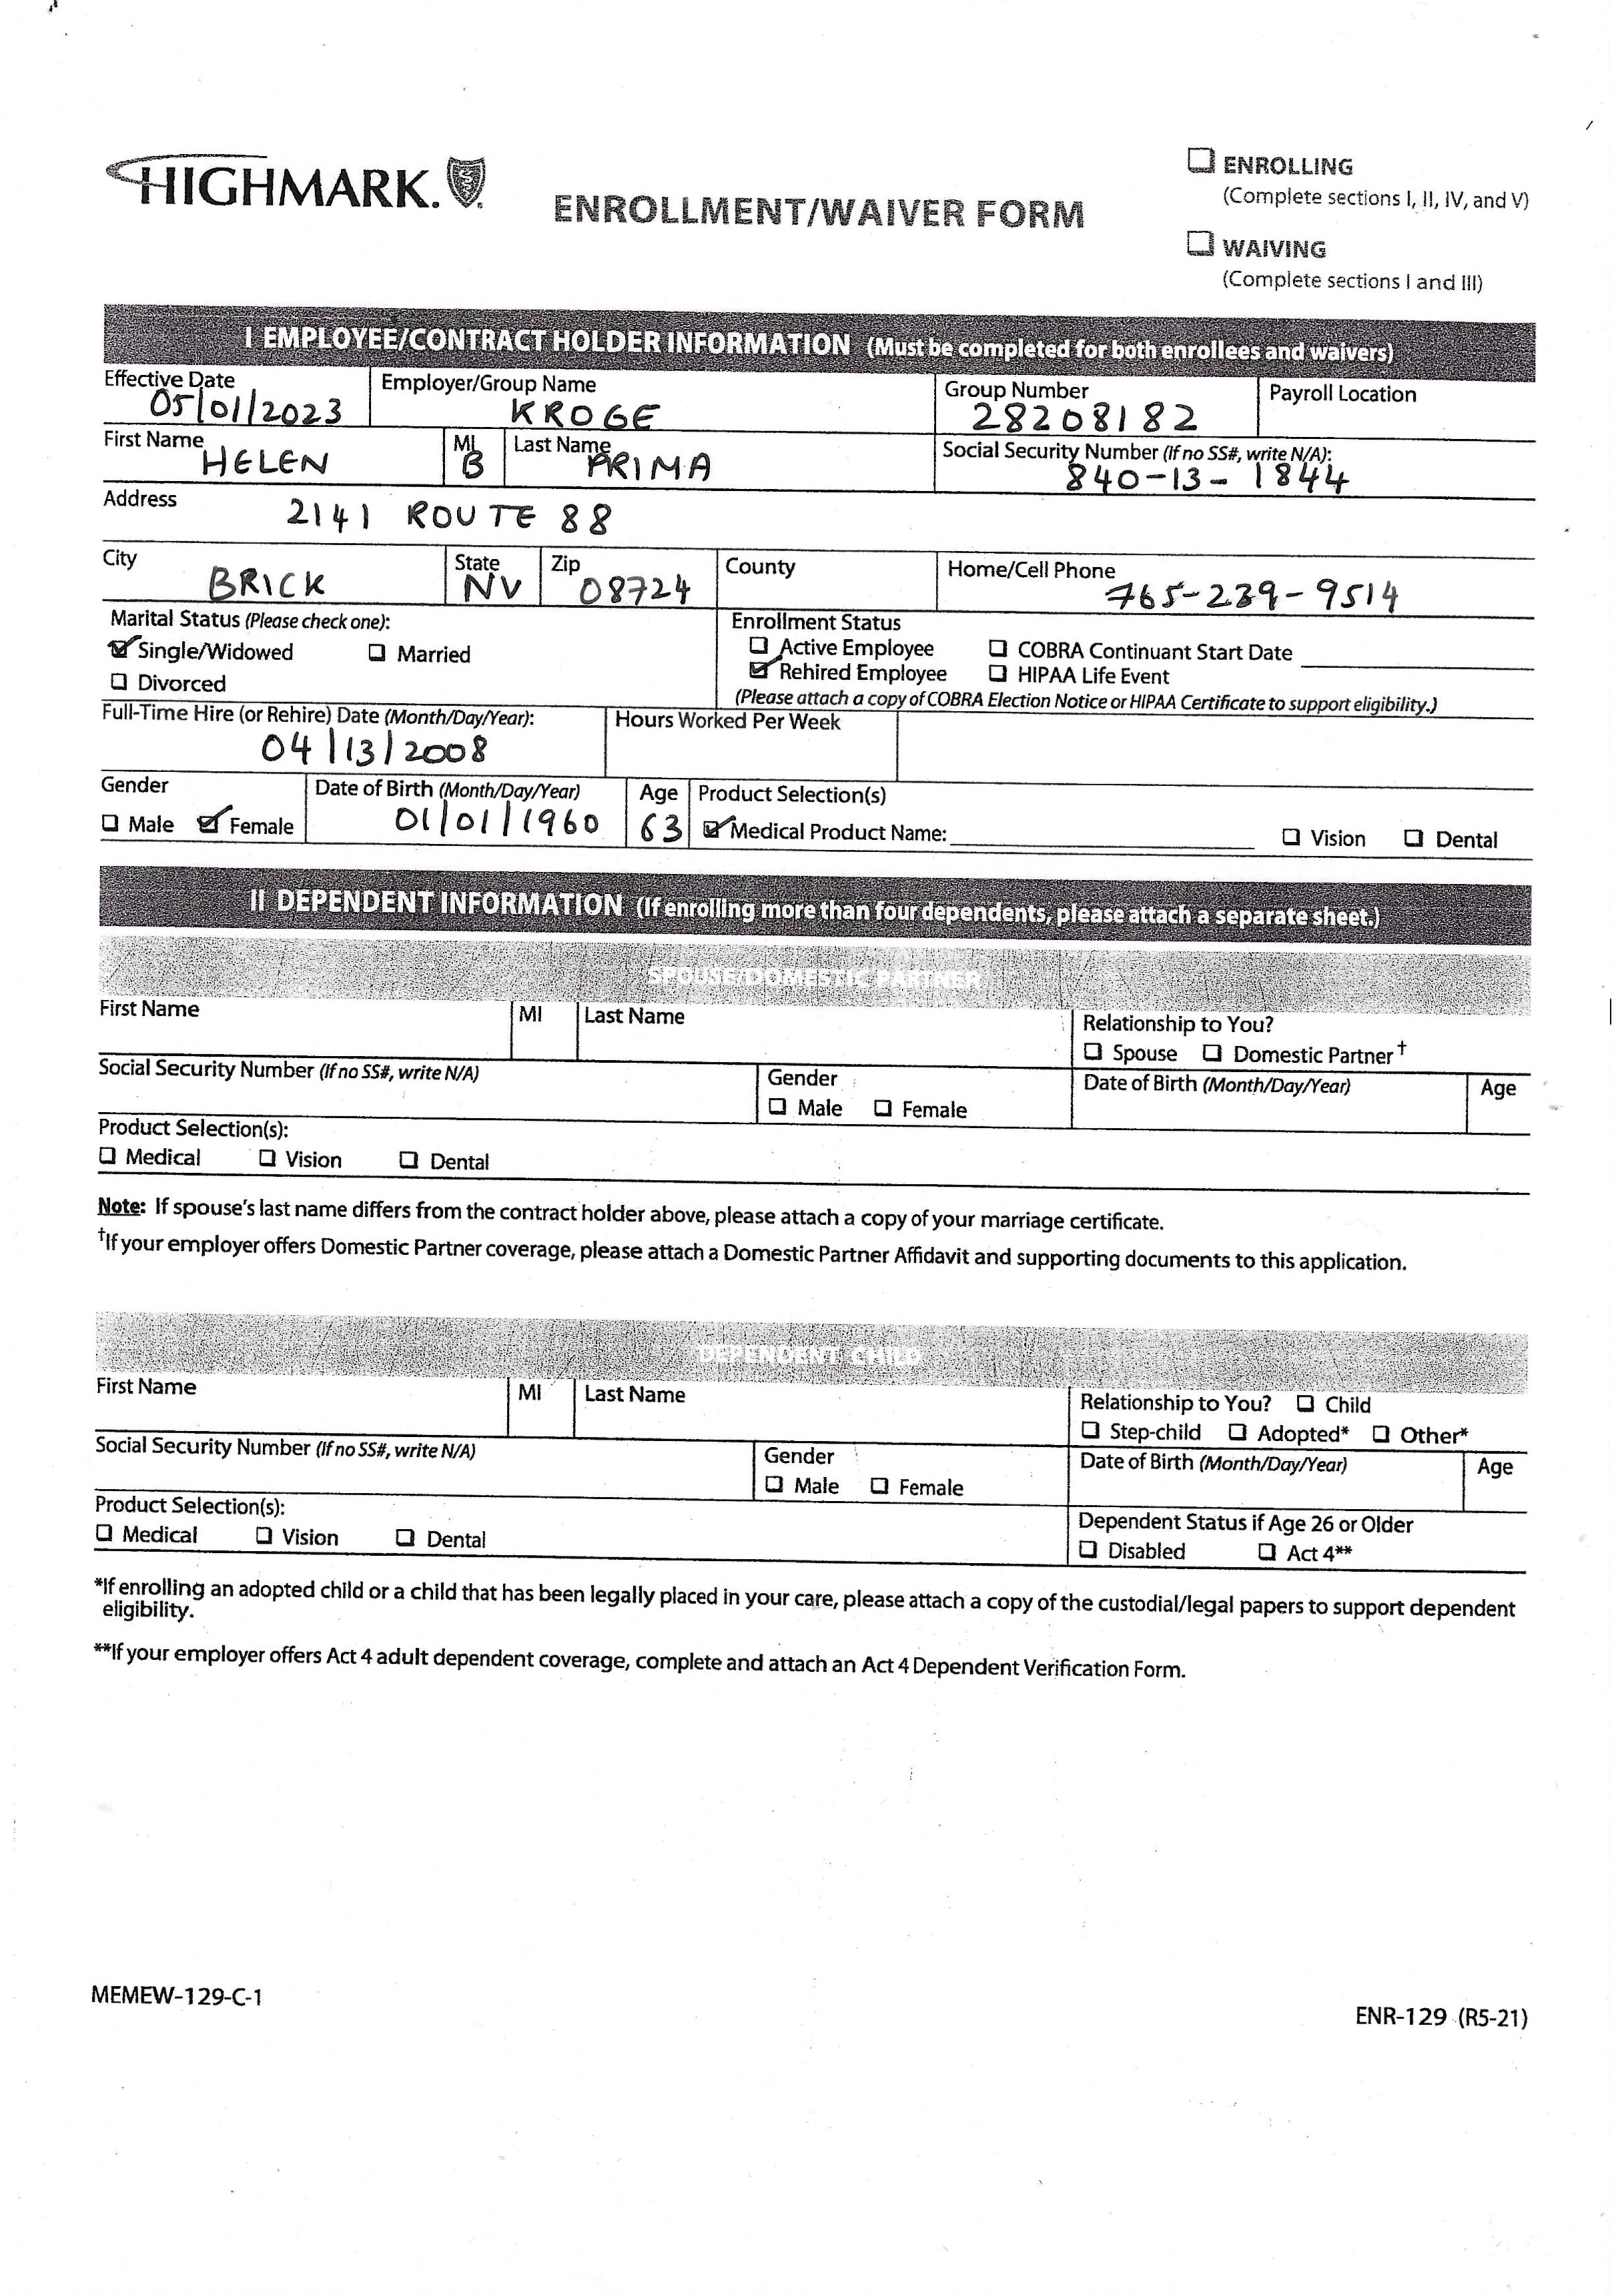 HIGHMARK.
ENROLLMENT/WAIVER FORM
☐ ENROLLING
(Complete sections I, II, IV, and V)
☐ WAIVING
(Complete sections I and III)
I EMPLOYEE/CONTRACT HOLDER INFORMATION (Must be completed for both enrollees and waivers)
Effective Date 05/01/2023
Employer/Group Name KROGE
Group Number 28208182
Payroll Location
First Name HELEN
MI B
Last Name PRIMA
Social Security Number (If no SS#, write N/A): 840-13-1844
Address 2141 ROUTE 88
City BRICK
State NV
Zip 08724
County
Home/Cell Phone 765-239-9514
Marital Status (Please check one):
☑ Single/Widowed ☐ Married
☐ Divorced
Enrollment Status
☐ Active Employee ☐ COBRA Continuant Start Date
☑ Rehired Employee ☐ HIPAA Life Event
(Please attach a copy of COBRA Election Notice or HIPAA Certificate to support eligibility.)
Full-Time Hire (or Rehire) Date (Month/Day/Year): 04/13/2008
Hours Worked Per Week
Gender
☐ Male ☑ Female
Date of Birth (Month/Day/Year) 01/01/1960
Age 63
Product Selection(s)
☑ Medical Product Name: ☐ Vision ☐ Dental
II DEPENDENT INFORMATION (If enrolling more than four dependents, please attach a separate sheet.)
SPOUSE/DOMESTIC PARTNER
First Name
MI
Last Name
Relationship to You?
☐ Spouse ☐ Domestic Partner†
Social Security Number (If no SS#, write N/A)
Gender
☐ Male ☐ Female
Date of Birth (Month/Day/Year)
Age
Product Selection(s):
☐ Medical ☐ Vision ☐ Dental
Note: If spouse's last name differs from the contract holder above, please attach a copy of your marriage certificate.
†If your employer offers Domestic Partner coverage, please attach a Domestic Partner Affidavit and supporting documents to this application.
DEPENDENT CHILD
First Name
MI
Last Name
Relationship to You? ☐ Child
☐ Step-child ☐ Adopted* ☐ Other*
Social Security Number (If no SS#, write N/A)
Gender
☐ Male ☐ Female
Date of Birth (Month/Day/Year)
Age
Product Selection(s):
☐ Medical ☐ Vision ☐ Dental
Dependent Status if Age 26 or Older
☐ Disabled ☐ Act 4**
*If enrolling an adopted child or a child that has been legally placed in your care, please attach a copy of the custodial/legal papers to support dependent
eligibility.
**If your employer offers Act 4 adult dependent coverage, complete and attach an Act 4 Dependent Verification Form.
MEMEW-129-C-1
ENR-129 (R5-21)